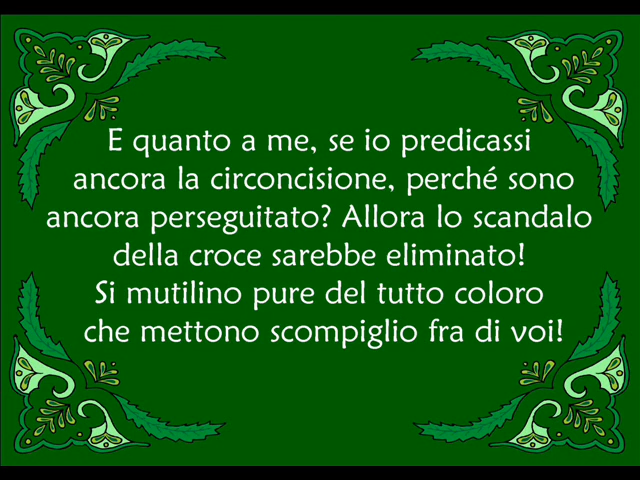 E quanto a me, se io predicassi
ancora la circoncisione, perché sono
ancora perseguitato? Allora lo scandalo
della croce sarebbe eliminato!
Si mutilino pure del tutto coloro
che mettono scompiglio fra di voi!